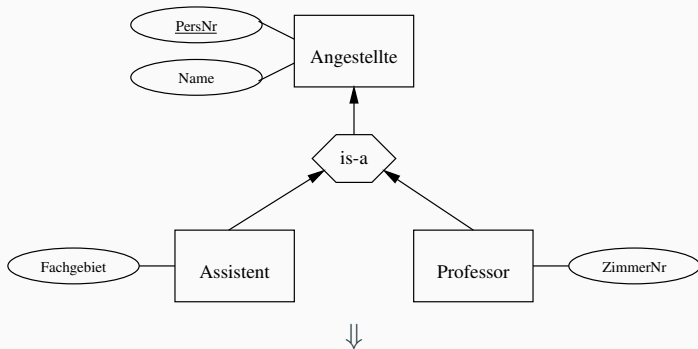 PersNr
Angestellte
Name
is-a
Fachgebiet
Assistent
Professor
ZimmerNr
⇓